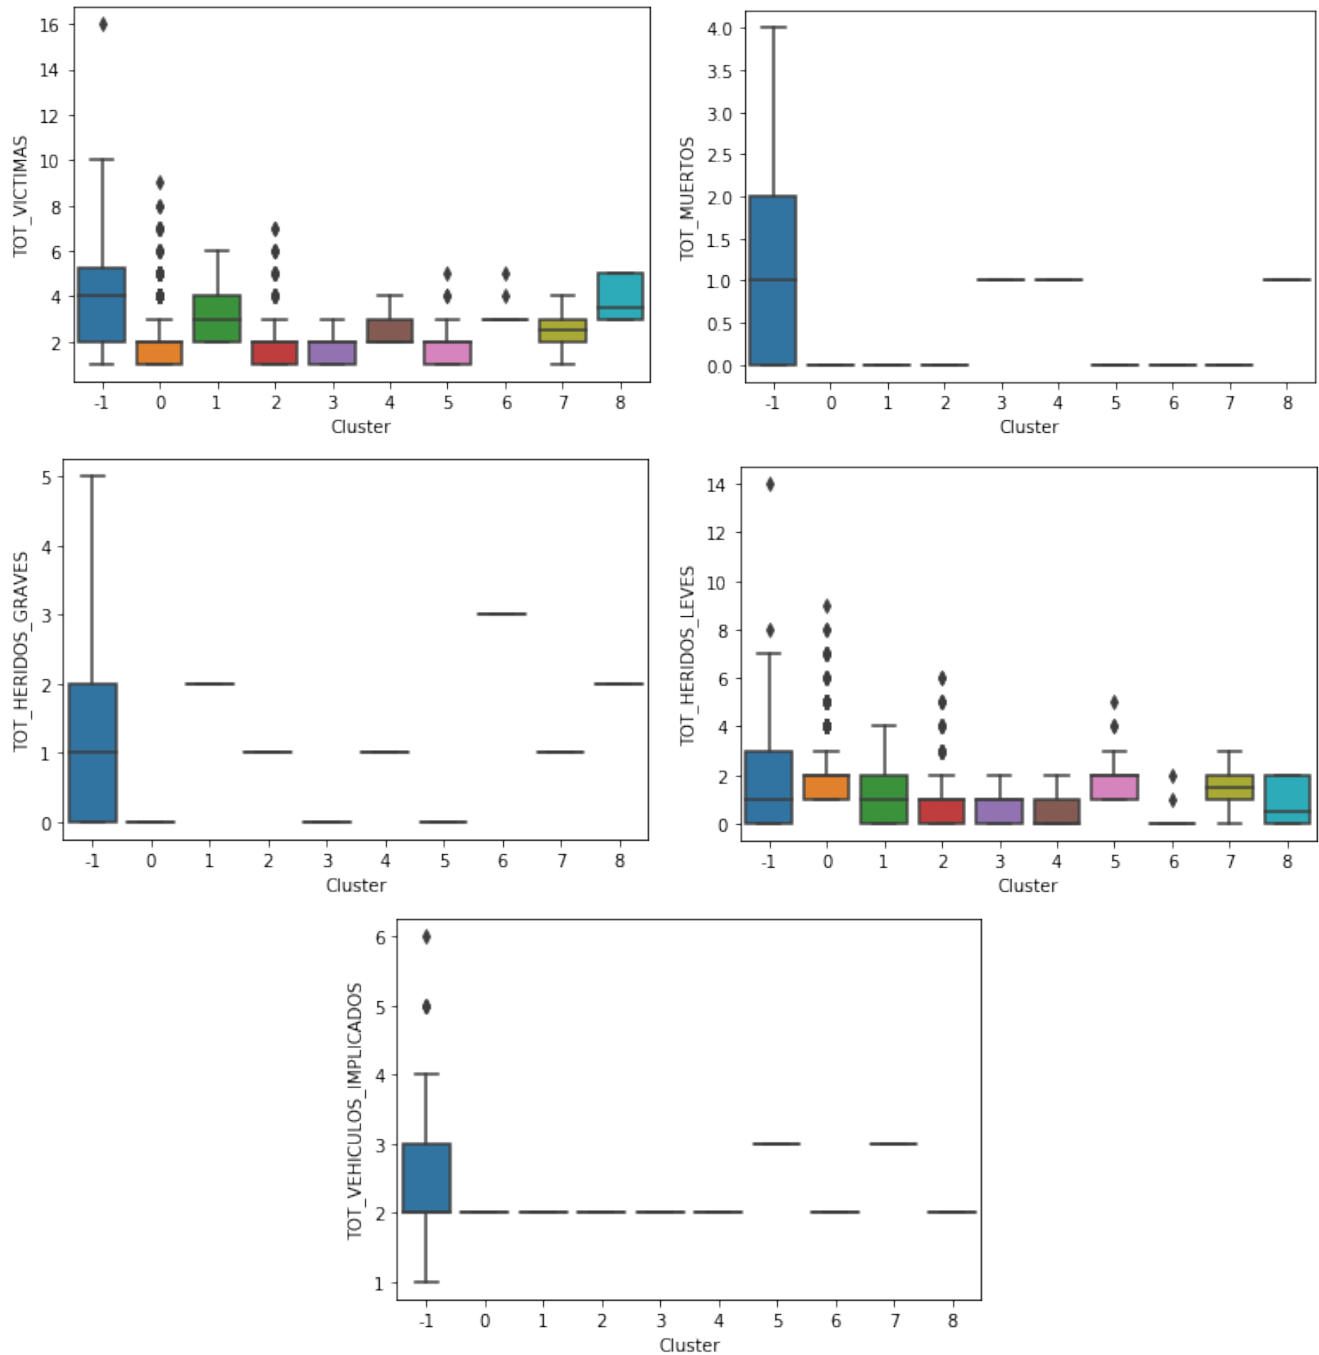 TOT_VICTIMAS
16
14
12
10
8
6
4
2
-1 0 1 2 3 4 5 6 7 8
Cluster
TOT_MUERTOS
4.0
3.5
3.0
2.5
2.0
1.5
1.0
0.5
0.0
-1 0 1 2 3 4 5 6 7 8
Cluster
TOT_HERIDOS_GRAVES
5
4
3
2
1
0
-1 0 1 2 3 4 5 6 7 8
Cluster
TOT_HERIDOS_LEVES
14
12
10
8
6
4
2
0
-1 0 1 2 3 4 5 6 7 8
Cluster
TOT_VEHICULOS_IMPLICADOS
6
5
4
3
2
1
-1 0 1 2 3 4 5 6 7 8
Cluster